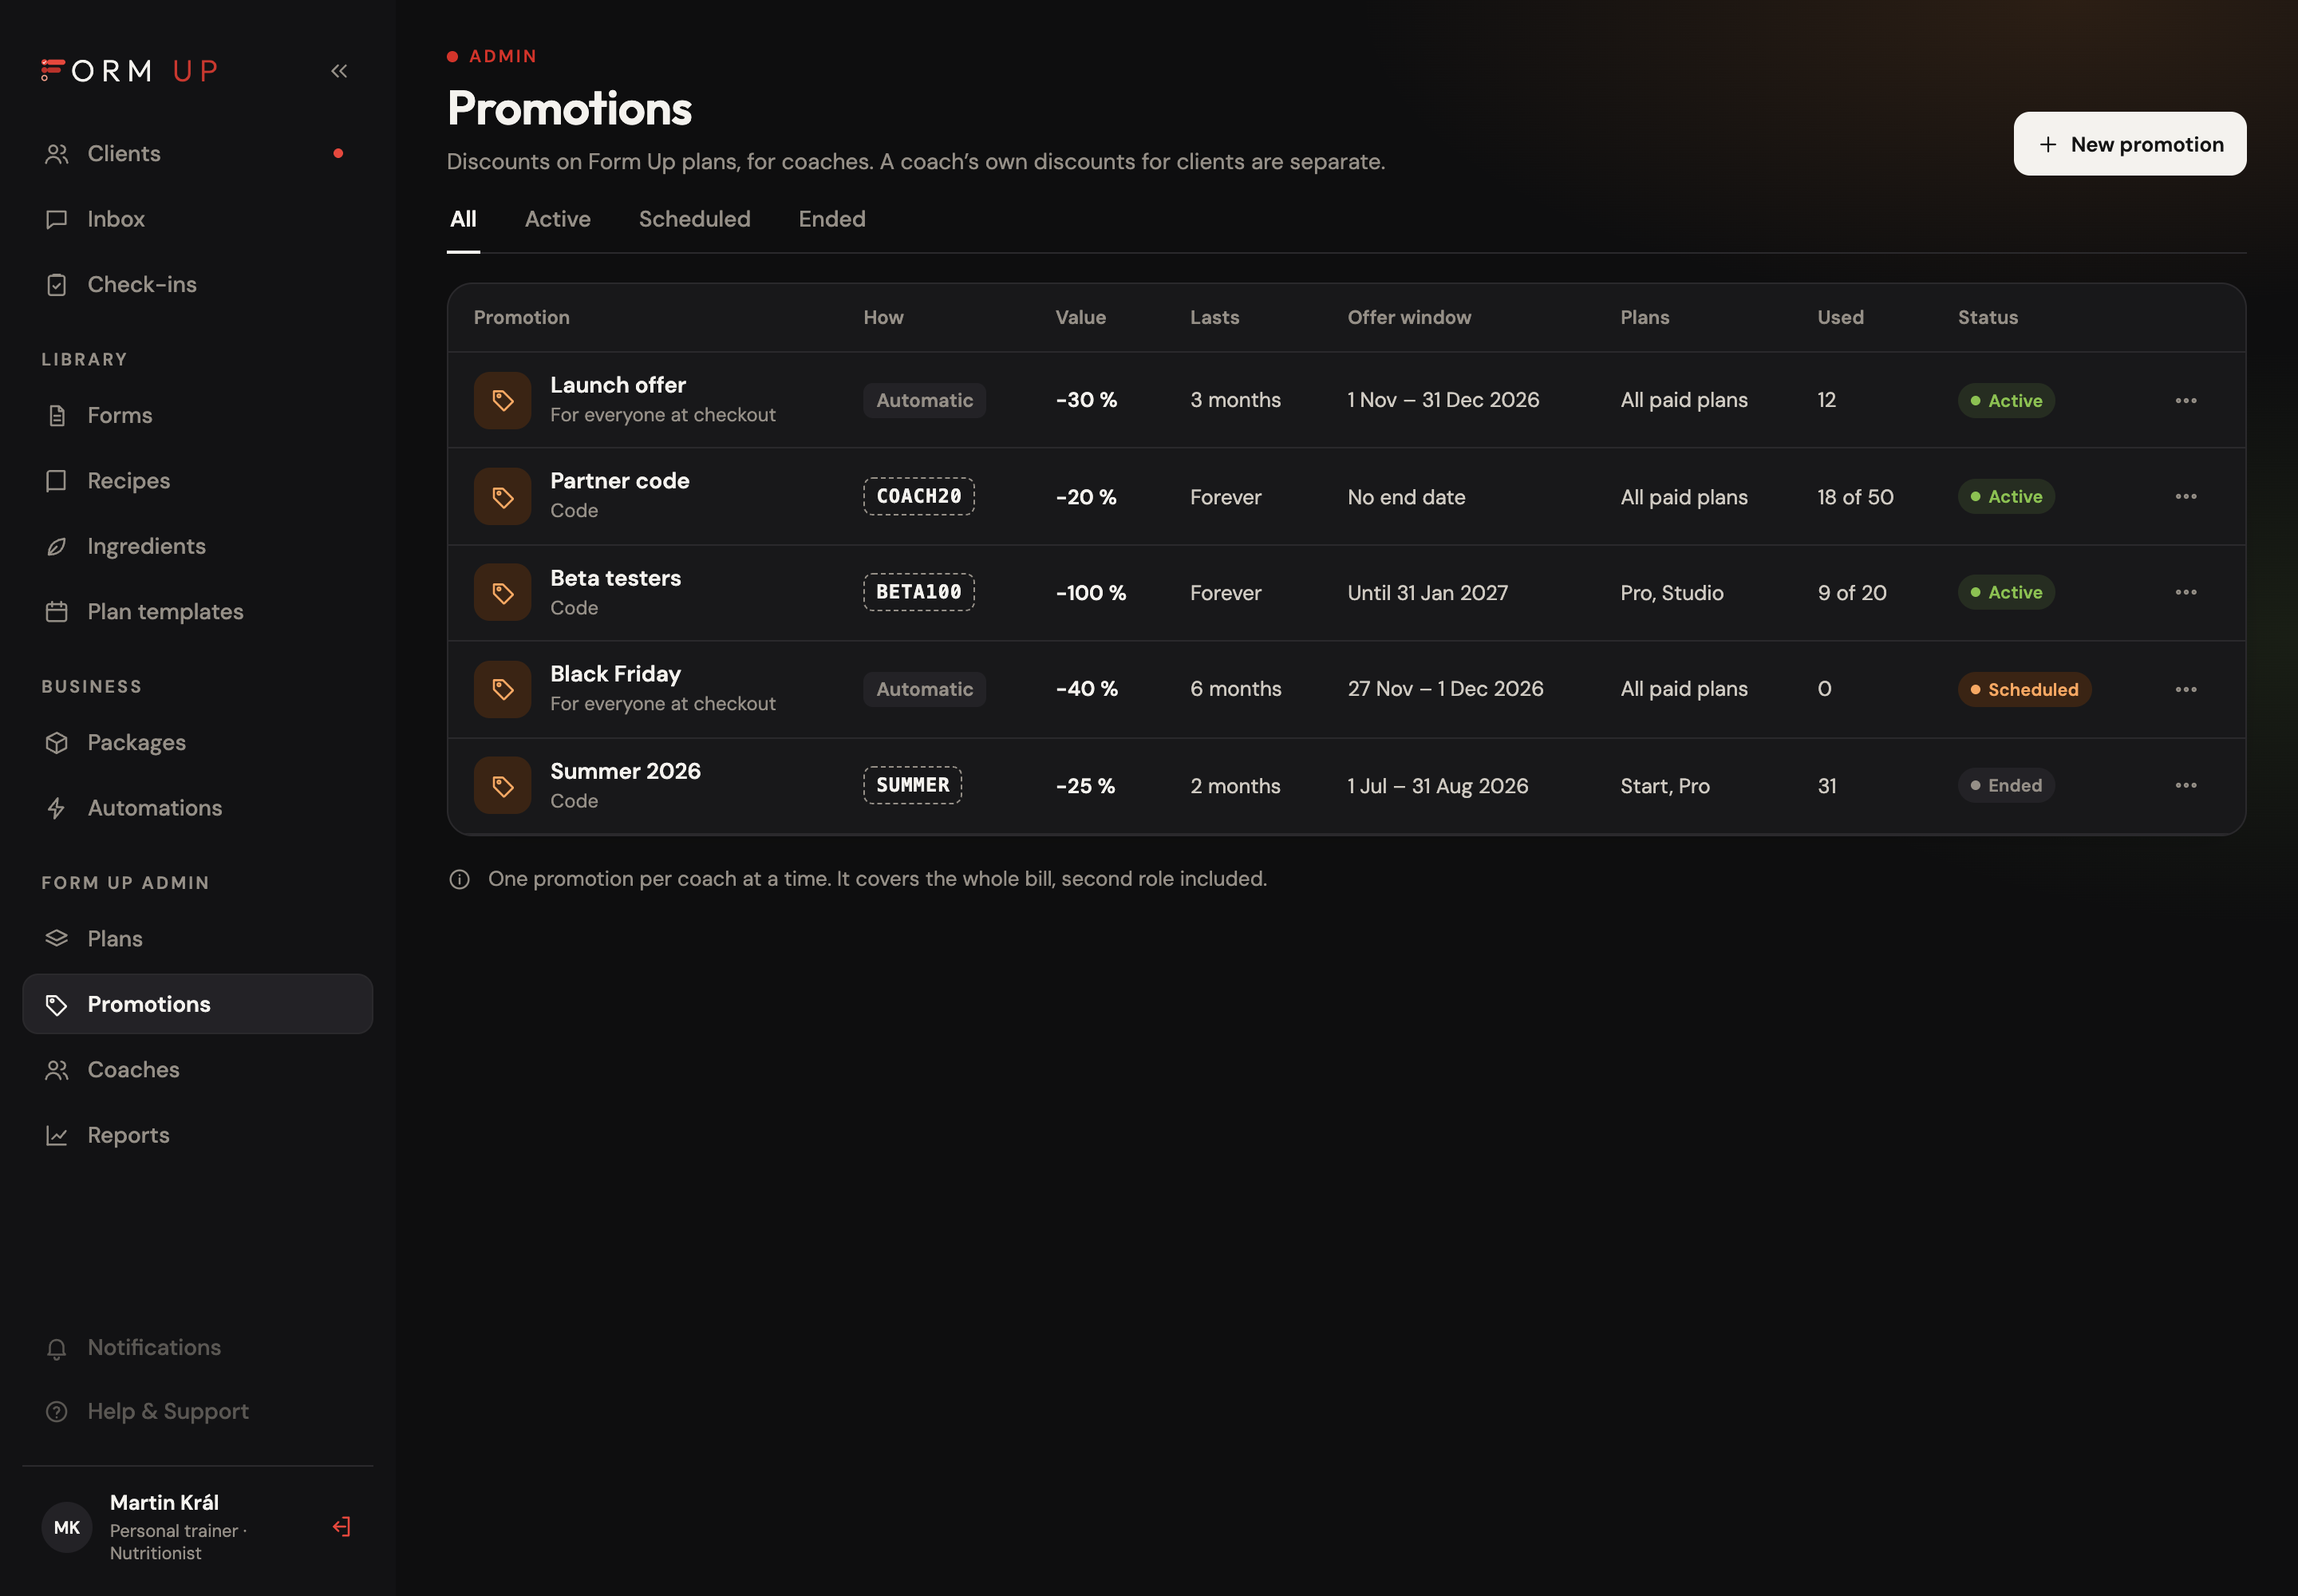 FORM UP
Clients
Inbox
Check-ins
LIBRARY
Forms
Recipes
Ingredients
Plan templates
BUSINESS
Packages
Automations
FORM UP ADMIN
Plans
Promotions
Coaches
Reports
Notifications
Help & Support
MK
Martin Král
Personal trainer ·
Nutritionist
ADMIN
Promotions
Discounts on Form Up plans, for coaches. A coach’s own discounts for clients are separate.
+ New promotion
All Active Scheduled Ended
Promotion How Value Lasts Offer window Plans Used Status
Launch offer
For everyone at checkout
Automatic -30 % 3 months 1 Nov – 31 Dec 2026 All paid plans 12 Active
Partner code
Code
COACH20 -20 % Forever No end date All paid plans 18 of 50 Active
Beta testers
Code
BETA100 -100 % Forever Until 31 Jan 2027 Pro, Studio 9 of 20 Active
Black Friday
For everyone at checkout
Automatic -40 % 6 months 27 Nov – 1 Dec 2026 All paid plans 0 Scheduled
Summer 2026
Code
SUMMER -25 % 2 months 1 Jul – 31 Aug 2026 Start, Pro 31 Ended
One promotion per coach at a time. It covers the whole bill, second role included.